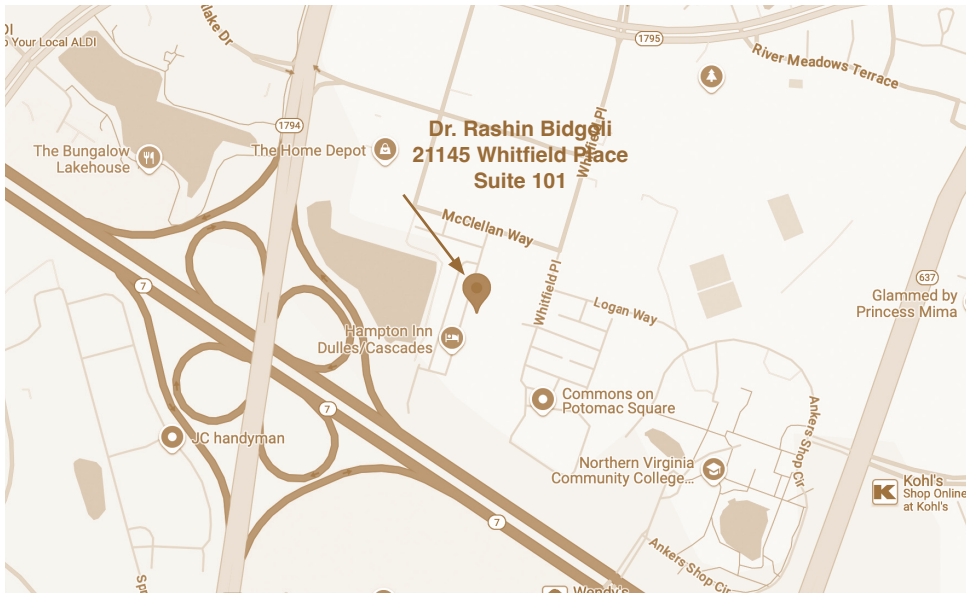 DI
o Your Local ALDI
lake Dr
1795
River Meadows Terrace
1794
The Bungalow
Lakehouse
The Home Depot
Dr. Rashin Bidgoli
21145 Whitfield Place
Suite 101
Whitfield Pl
McClellan Way
7
637
Whitfield Pl
Glammed by
Princess Mima
Logan Way
Hampton Inn
Dulles/Cascades
7
Commons on
Potomac Square
Ankers Shop Cir
JC handyman
Northern Virginia
Community College...
Kohl's
Shop Online
at Kohl's
7
Ankers Shop Cir
Spr
Wendy's